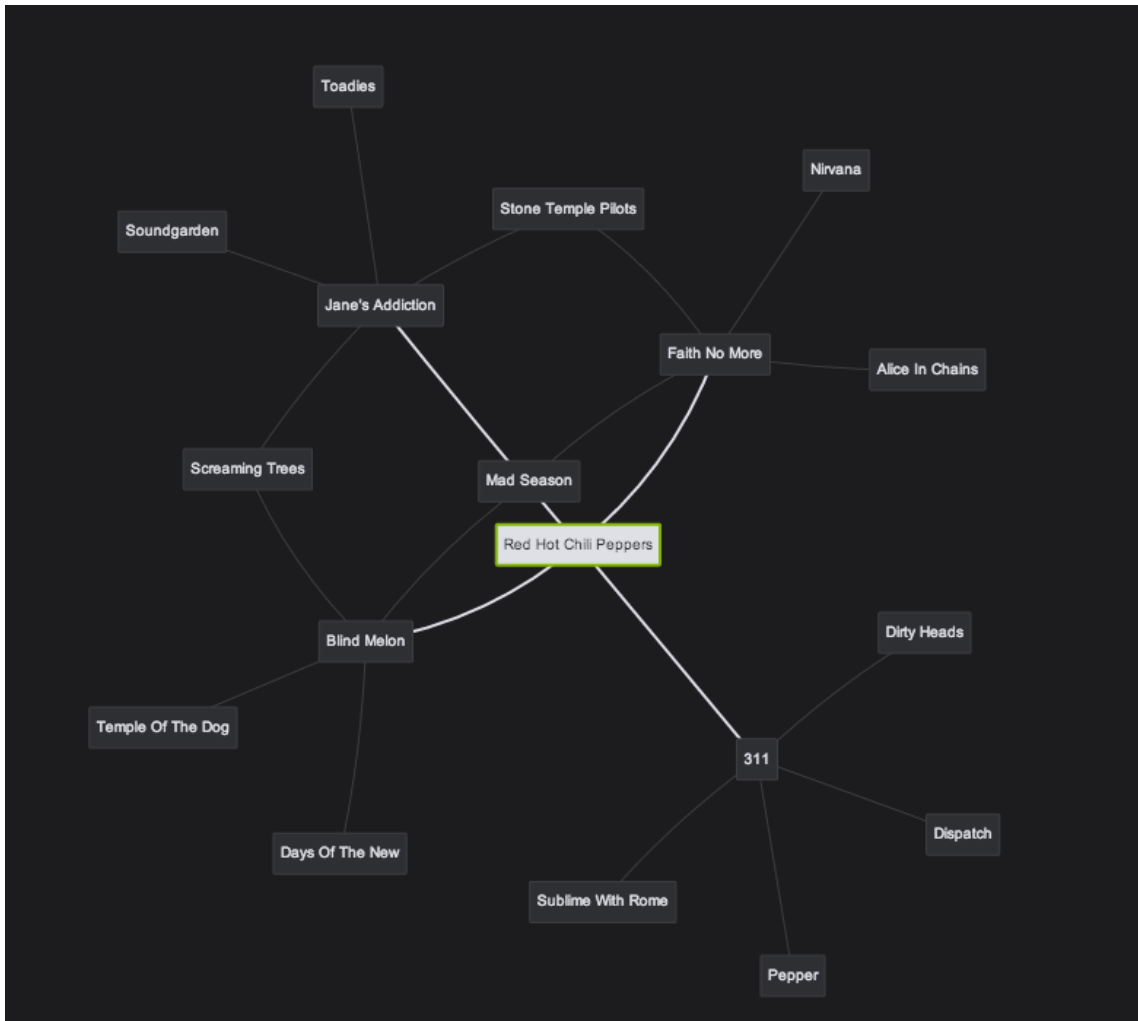 Toadies
Nirvana
Stone Temple Pilots
Soundgarden
Jane's Addiction
Faith No More
Alice In Chains
Screaming Trees
Mad Season
Red Hot Chili Peppers
Dirty Heads
Blind Melon
Temple Of The Dog
311
Dispatch
Days Of The New
Sublime With Rome
Pepper